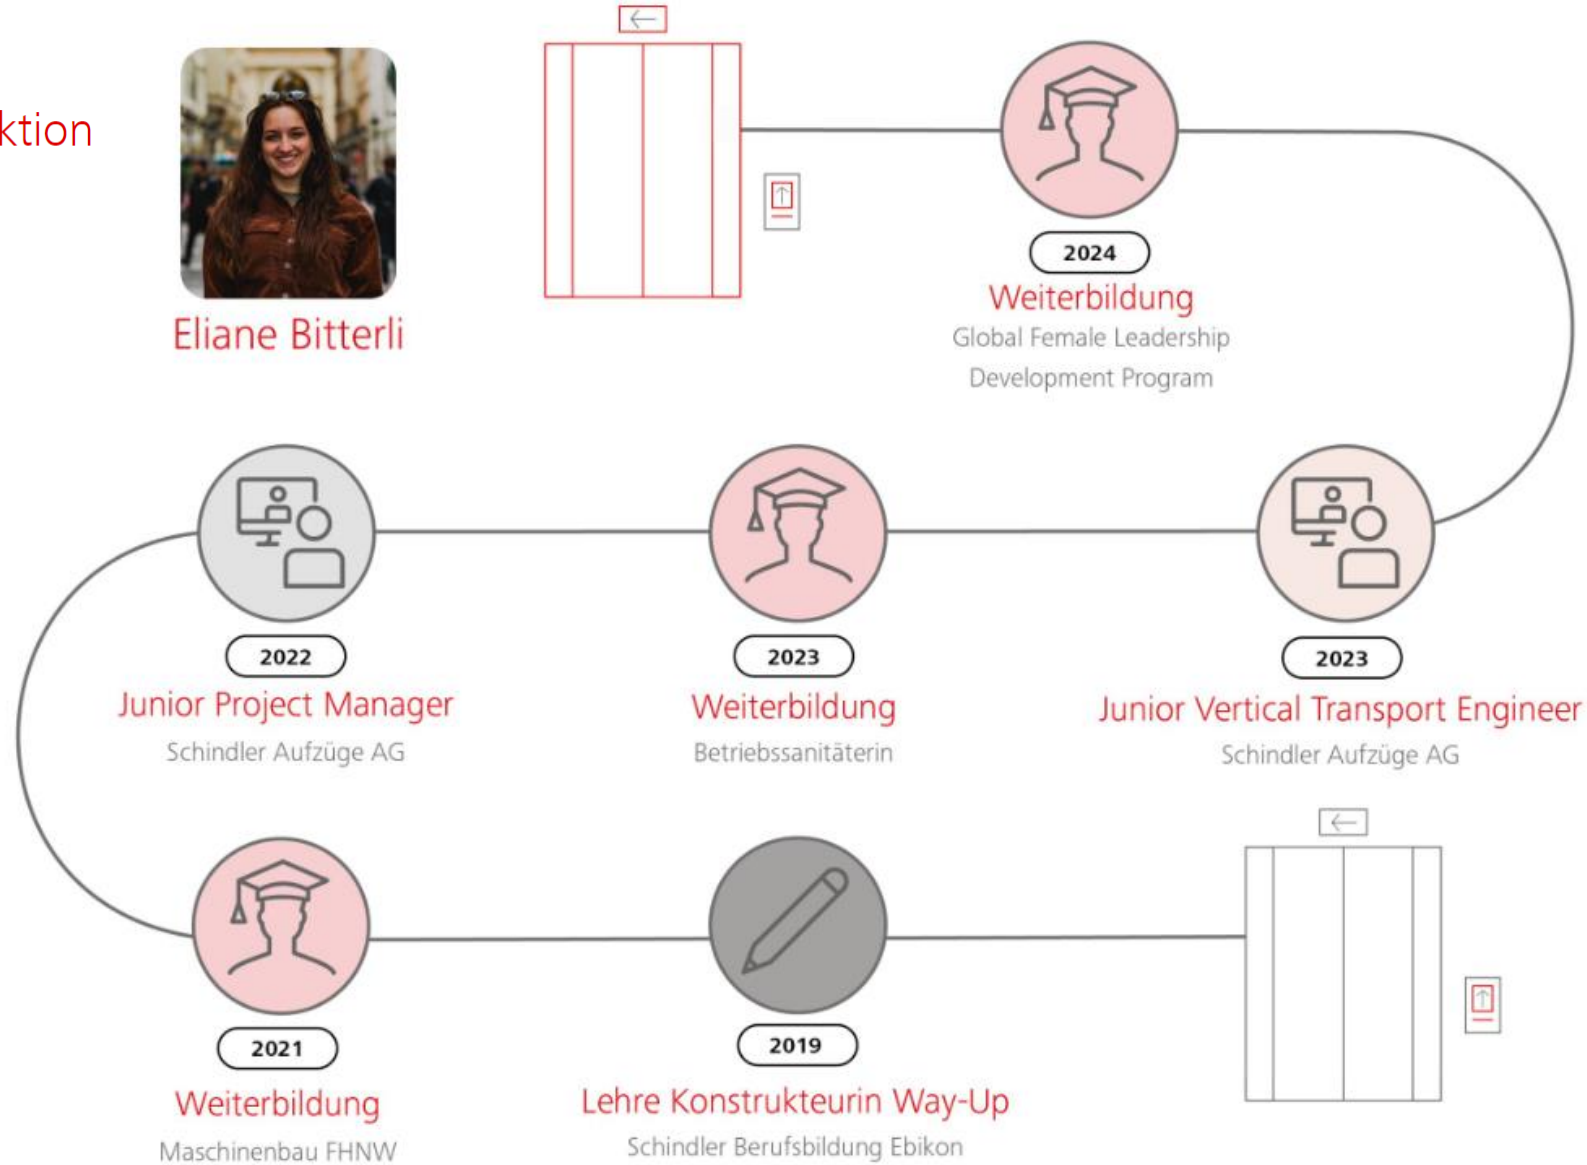 ktion
Eliane Bitterli
2024
Weiterbildung
Global Female Leadership
Development Program
2022
Junior Project Manager
Schindler Aufzüge AG
2023
Weiterbildung
Betriebssanitäterin
2023
Junior Vertical Transport Engineer
Schindler Aufzüge AG
2021
Weiterbildung
Maschinenbau FHNW
2019
Lehre Konstrukteurin Way-Up
Schindler Berufsbildung Ebikon